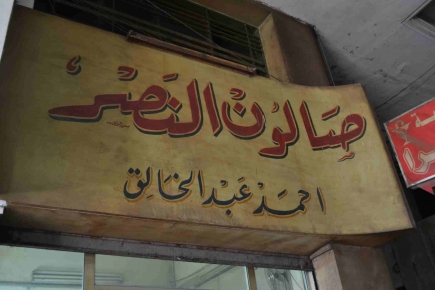 صالون النصر
احمد عبد الخالق